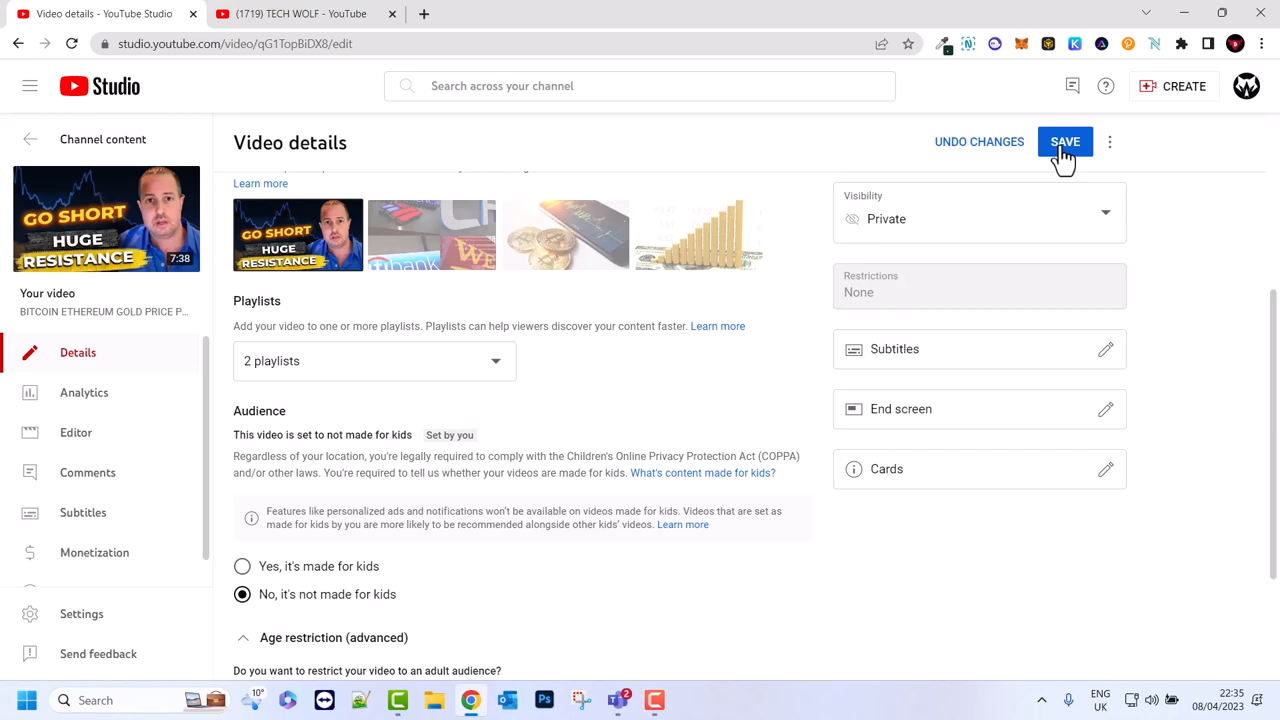 Video details - YouTube Studio
(1719) TECH WOLF - YouTube
studio.youtube.com/video/qG1TopBiDX8/edit
Studio
Search across your channel
CREATE
Channel content
Video details
UNDO CHANGES
SAVE
GO SHORT
HUGE
RESISTANCE
7:38
Your video
BITCOIN ETHEREUM GOLD PRICE P...
Details
Analytics
Editor
Comments
Subtitles
Monetization
Settings
Send feedback
Learn more
GO SHORT
HUGE
RESISTANCE
Playlists
Add your video to one or more playlists. Playlists can help viewers discover your content faster. Learn more
2 playlists
Audience
This video is set to not made for kids Set by you
Regardless of your location, you're legally required to comply with the Children's Online Privacy Protection Act (COPPA)
and/or other laws. You're required to tell us whether your videos are made for kids. What's content made for kids?
Features like personalized ads and notifications won't be available on videos made for kids. Videos that are set as
made for kids by you are more likely to be recommended alongside other kids' videos. Learn more
Yes, it's made for kids
No, it's not made for kids
Age restriction (advanced)
Do you want to restrict your video to an adult audience?
Visibility
Private
Restrictions
None
Subtitles
End screen
Cards
Search
10°
Ps
2
ENG
UK
22:35
08/04/2023